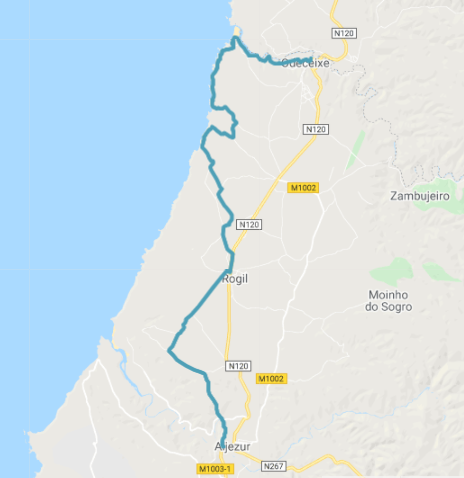 N120
Odeceixe
N120
M1002
Zambujeiro
N120
Rogil
Moinho
do Sogro
N120
M1002
Aljezur
M1003-1
N267